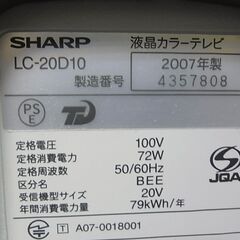 SHARP 液晶カラーテレビ
LC-20D10 2007年製
製造番号 4357808
PSE
定格電圧 100V
定格消費電力 72W
定格周波数 50/60Hz
区分名 BEE
受信機型サイズ 20V
年間消費電力量 79kWh/年
JQA
T A07-0018001